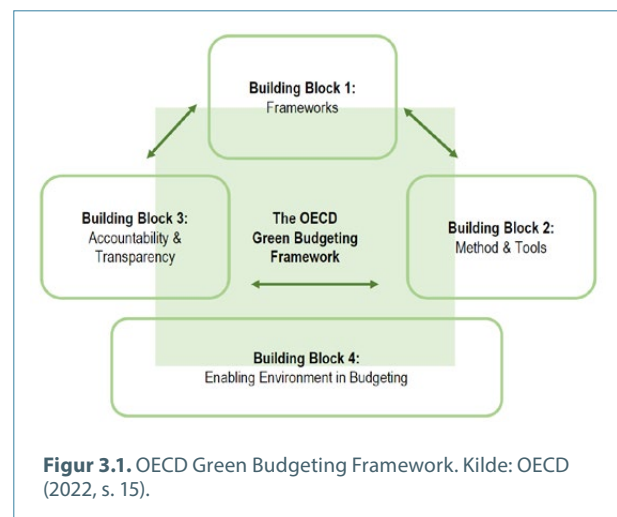 Building Block 1:
Frameworks
Building Block 3:
Accountability &
Transparency
The OECD
Green Budgeting
Framework
Building Block 2:
Method & Tools
Building Block 4:
Enabling Environment in Budgeting
Figur 3.1. OECD Green Budgeting Framework. Kilde: OECD
(2022, s. 15).